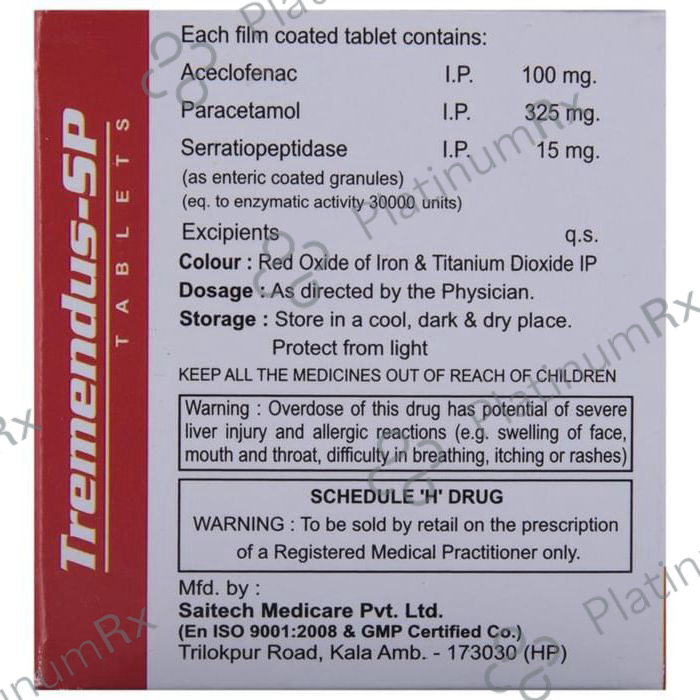 Tremendus-SP
TABLETS
Each film coated tablet contains:
Aceclofenac I.P. 100 mg.
Paracetamol I.P. 325 mg.
Serratiopeptidase I.P. 15 mg.
(as enteric coated granules)
(eq. to enzymatic activity 30000 units)
Excipients q.s.
Colour : Red Oxide of Iron & Titanium Dioxide IP
Dosage : As directed by the Physician.
Storage : Store in a cool, dark & dry place.
Protect from light
KEEP ALL THE MEDICINES OUT OF REACH OF CHILDREN
Warning : Overdose of this drug has potential of severe
liver injury and allergic reactions (e.g. swelling of face,
mouth and throat, difficulty in breathing, itching or rashes)
SCHEDULE 'H' DRUG
WARNING : To be sold by retail on the prescription
of a Registered Medical Practitioner only.
Mfd. by :
Saitech Medicare Pvt. Ltd.
(En ISO 9001:2008 & GMP Certified Co.)
Trilokpur Road, Kala Amb. - 173030 (HP)
PlatinumRx
PlatinumRx
PlatinumRx
PlatinumRx